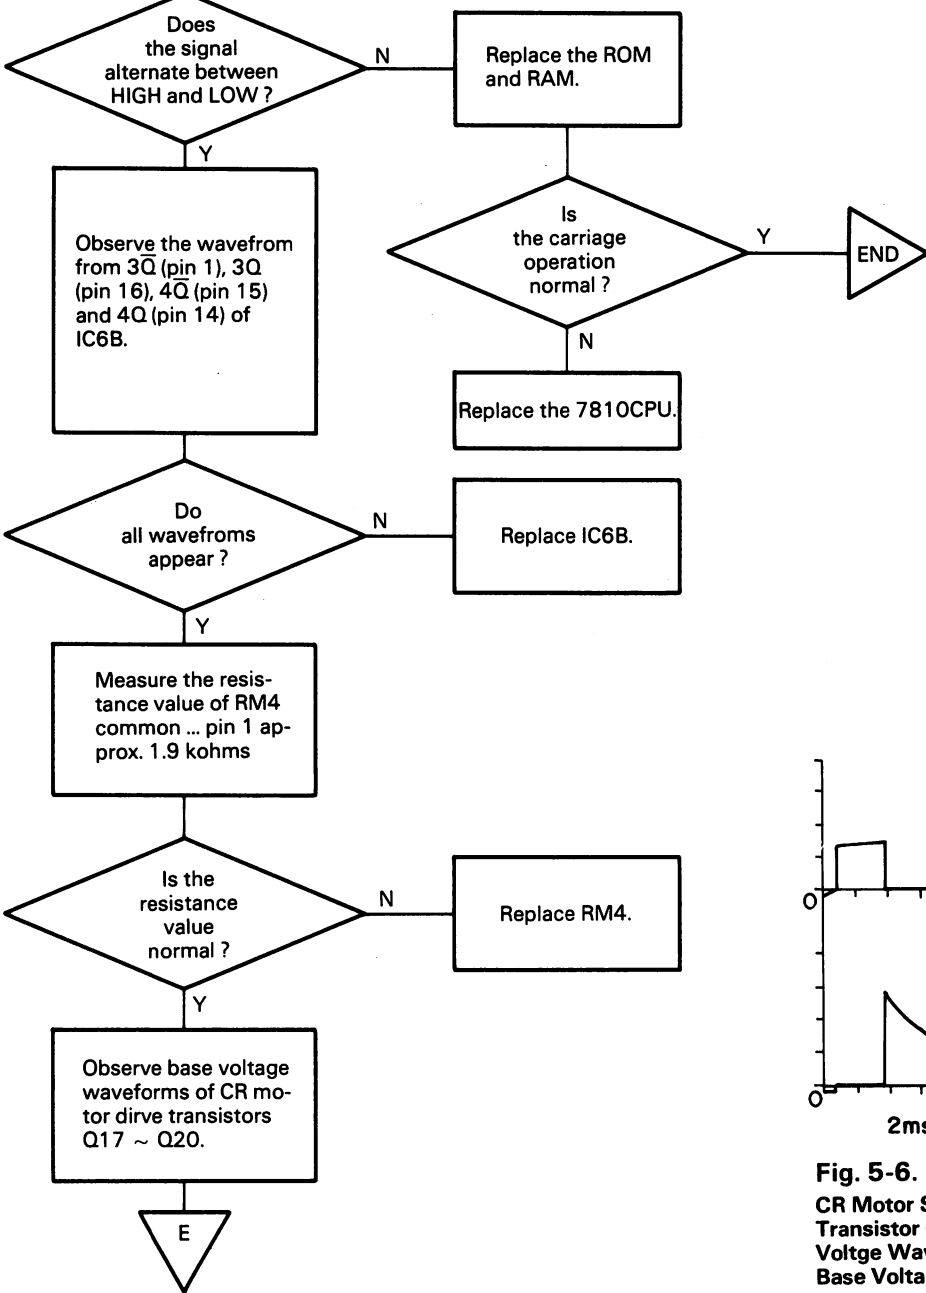 Does
the signal
alternate between
HIGH and LOW ?
N
Replace the ROM
and RAM.
Y
Observe the wavefrom
from 3Q̅ (pin 1), 3Q
(pin 16), 4Q̅ (pin 15)
and 4Q (pin 14) of
IC6B.
Is
the carriage
operation
normal ?
Y
END
N
Replace the 7810CPU.
Do
all wavefroms
appear ?
N
Replace IC6B.
Y
Measure the resis-
tance value of RM4
common ... pin 1 ap-
prox. 1.9 kohms
Is the
resistance
value
normal ?
N
Replace RM4.
Y
Observe base voltage
waveforms of CR mo-
tor dirve transistors
Q17 ~ Q20.
E
0
0
2ms
Fig. 5-6.
CR Motor S
Transistor
Voltge Wav
Base Volta